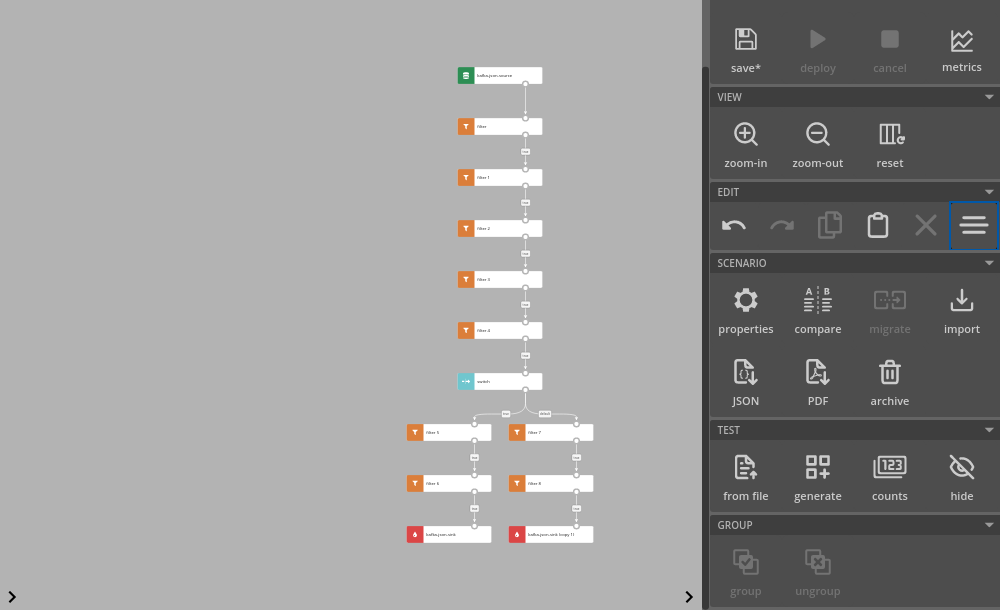 save*
deploy
cancel
metrics
VIEW
zoom-in
zoom-out
reset
EDIT
SCENARIO
properties
A B
compare
migrate
import
{}
JSON
PDF
archive
TEST
from file
generate
123
counts
hide
GROUP
group
ungroup
kafka-json-source
filter
true
filter 1
true
filter 2
true
filter 3
true
filter 4
true
switch
true
default
filter 5
filter 7
true
true
filter 6
filter 8
true
true
kafka-json-sink
kafka-json-sink (copy 1)